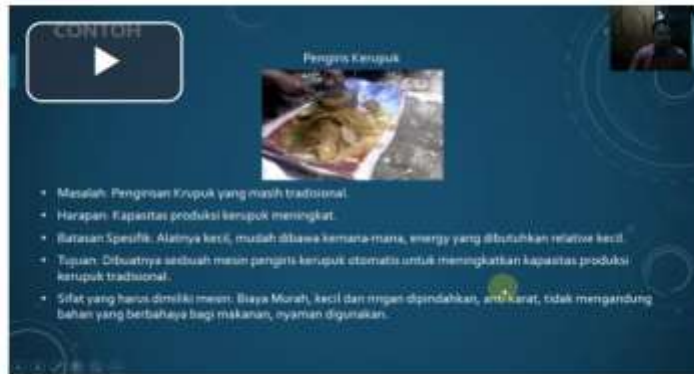 CONTOH
Pengiris Kerupuk
• Masalah: Pengirisan Krupuk yang masih tradisional.
• Harapan: Kapasitas produksi kerupuk meningkat.
• Batasan Spesifik: Alatnya kecil, mudah dibawa kemana-mana, energy yang dibutuhkan relative kecil.
• Tujuan: Dibuatnya sebuah mesin pengiris kerupuk otomatis untuk meningkatkan kapasitas produksi
kerupuk tradisional.
• Sifat yang harus dimiliki mesin: Biaya Murah, kecil dan ringan dipindahkan, anti karat, tidak mengandung
bahan yang berbahaya bagi makanan, nyaman digunakan.